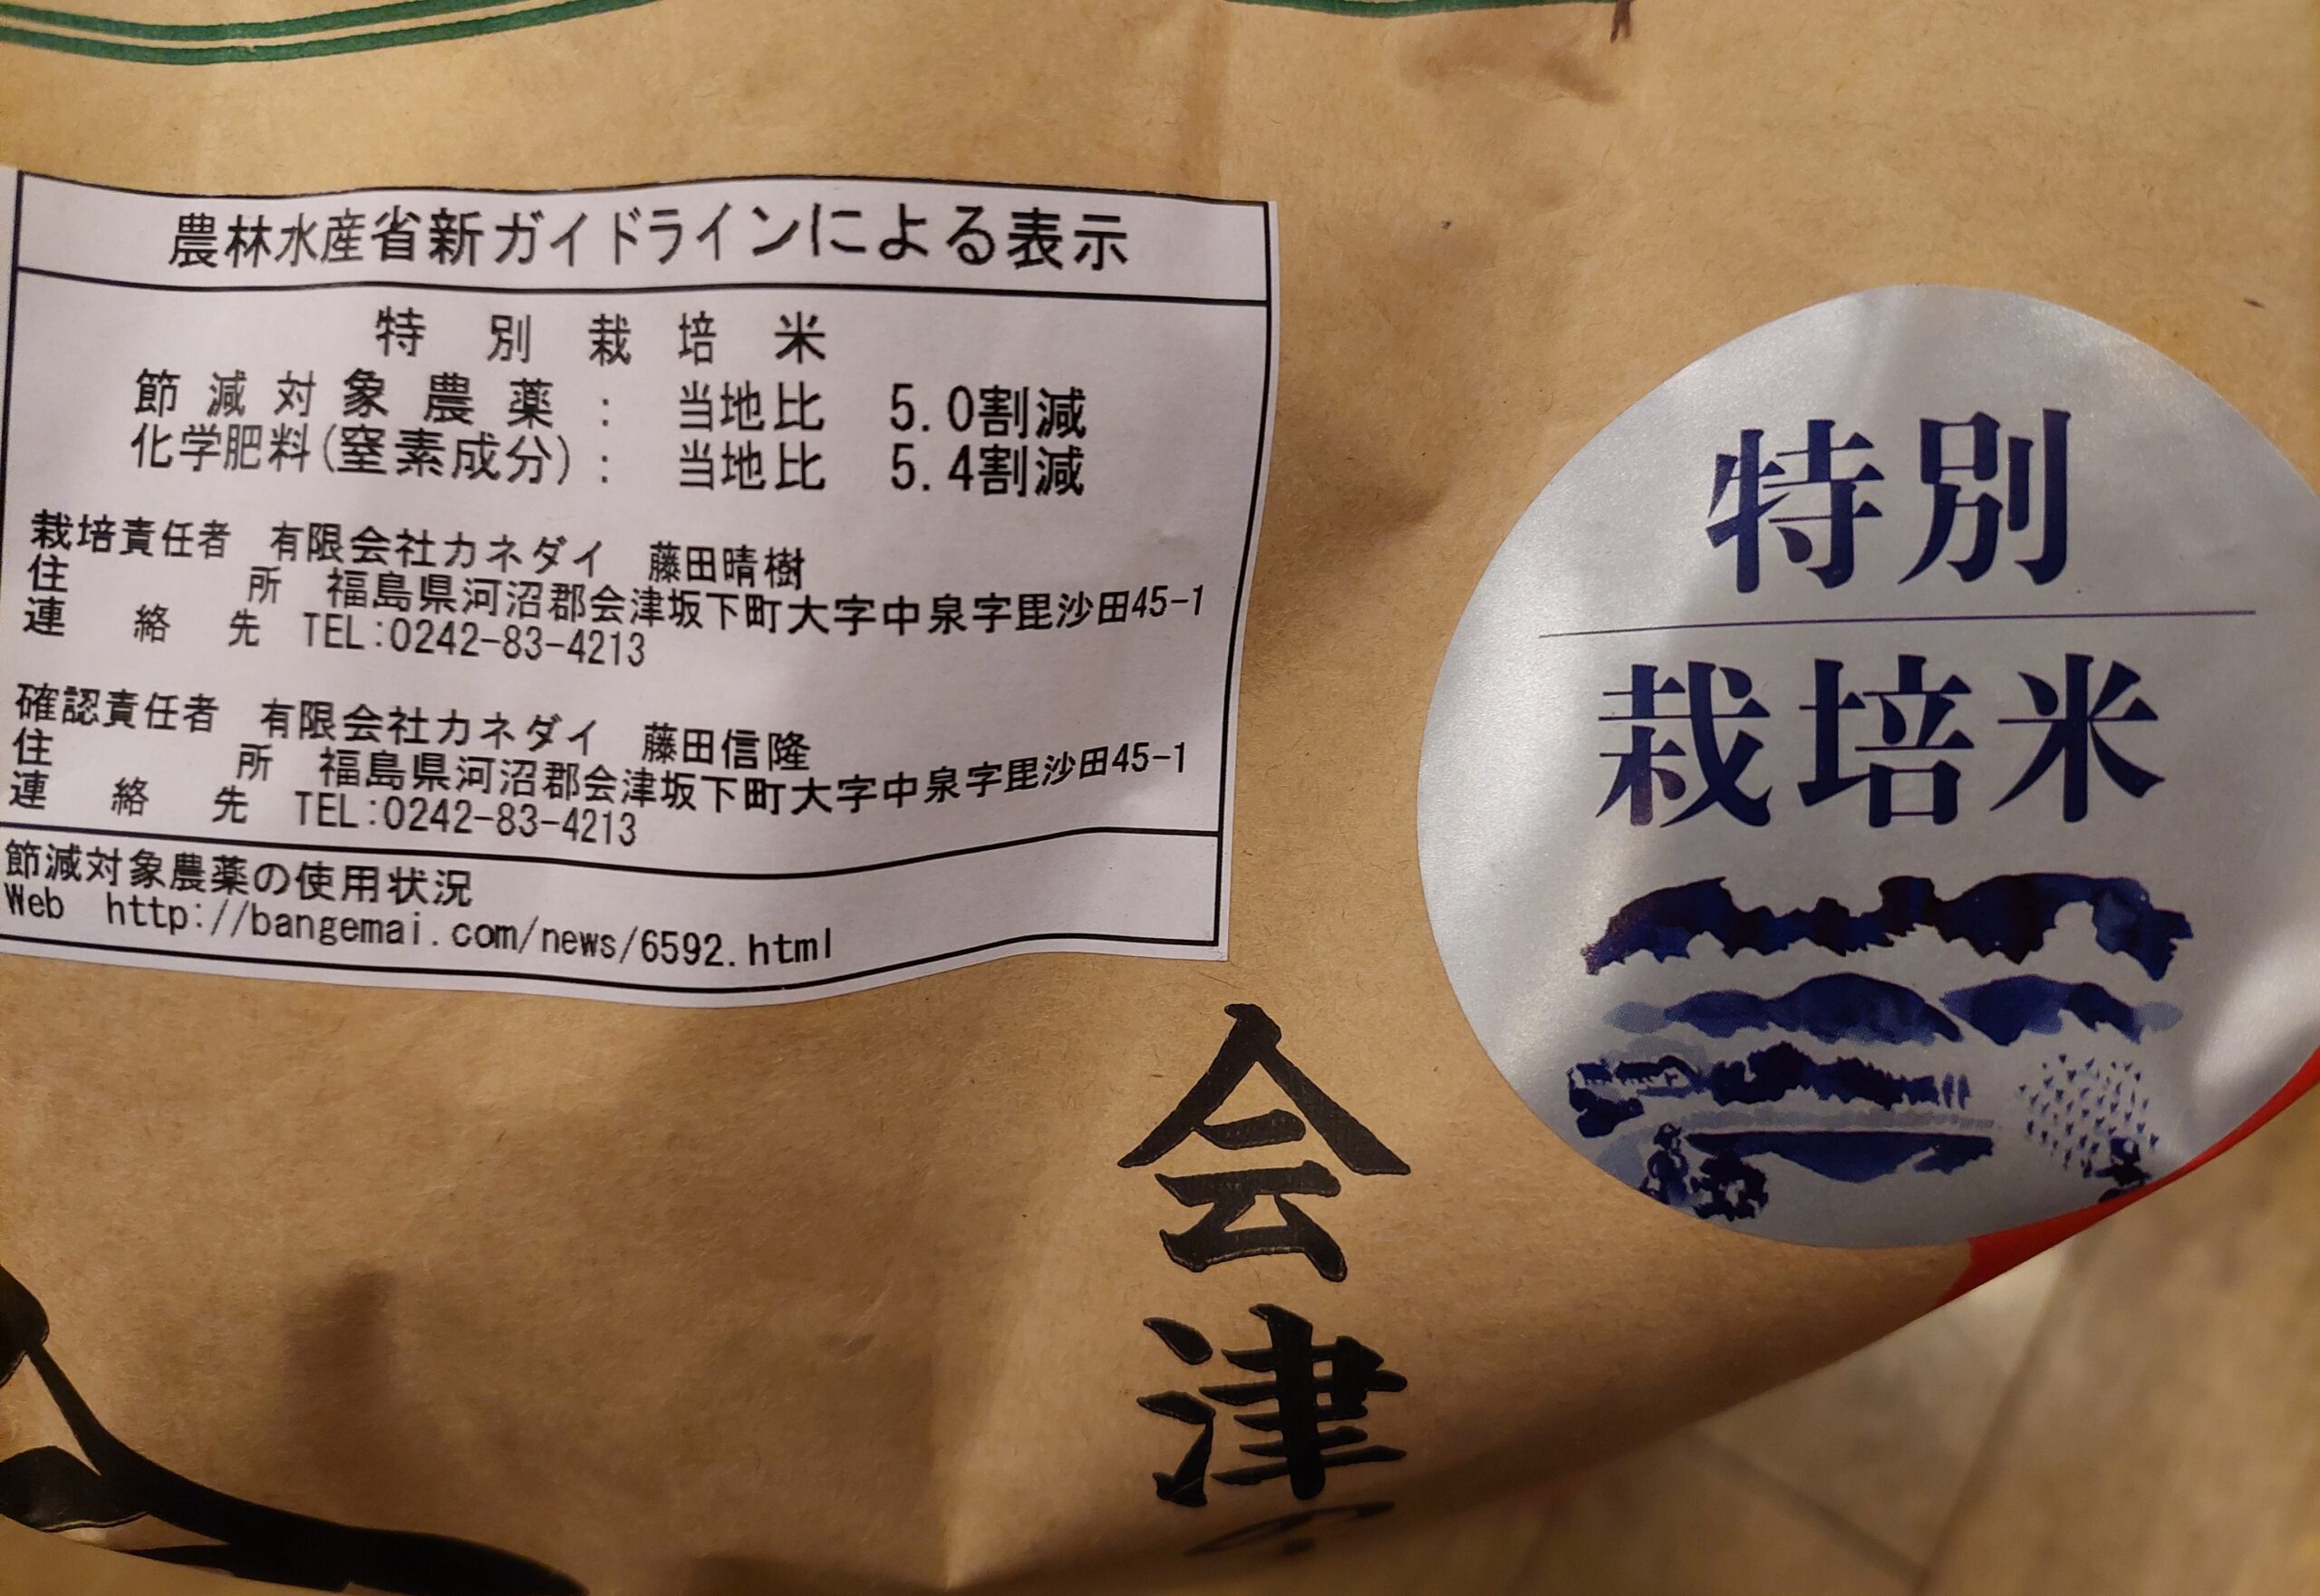 農林水産省新ガイドラインによる表示
特別栽培米
節減対象農薬: 当地比 5.0割減
化学肥料(窒素成分): 当地比 5.4割減
栽培責任者 有限会社カネダイ 藤田晴樹
住所 福島県河沼郡会津坂下町大字中泉字毘沙田45-1
連絡先 TEL:0242-83-4213
確認責任者 有限会社カネダイ 藤田信隆
住所 福島県河沼郡会津坂下町大字中泉字毘沙田45-1
連絡先 TEL:0242-83-4213
節減対象農薬の使用状況
Web http://bangemai.com/news/6592.html
特別
栽培米
会津の